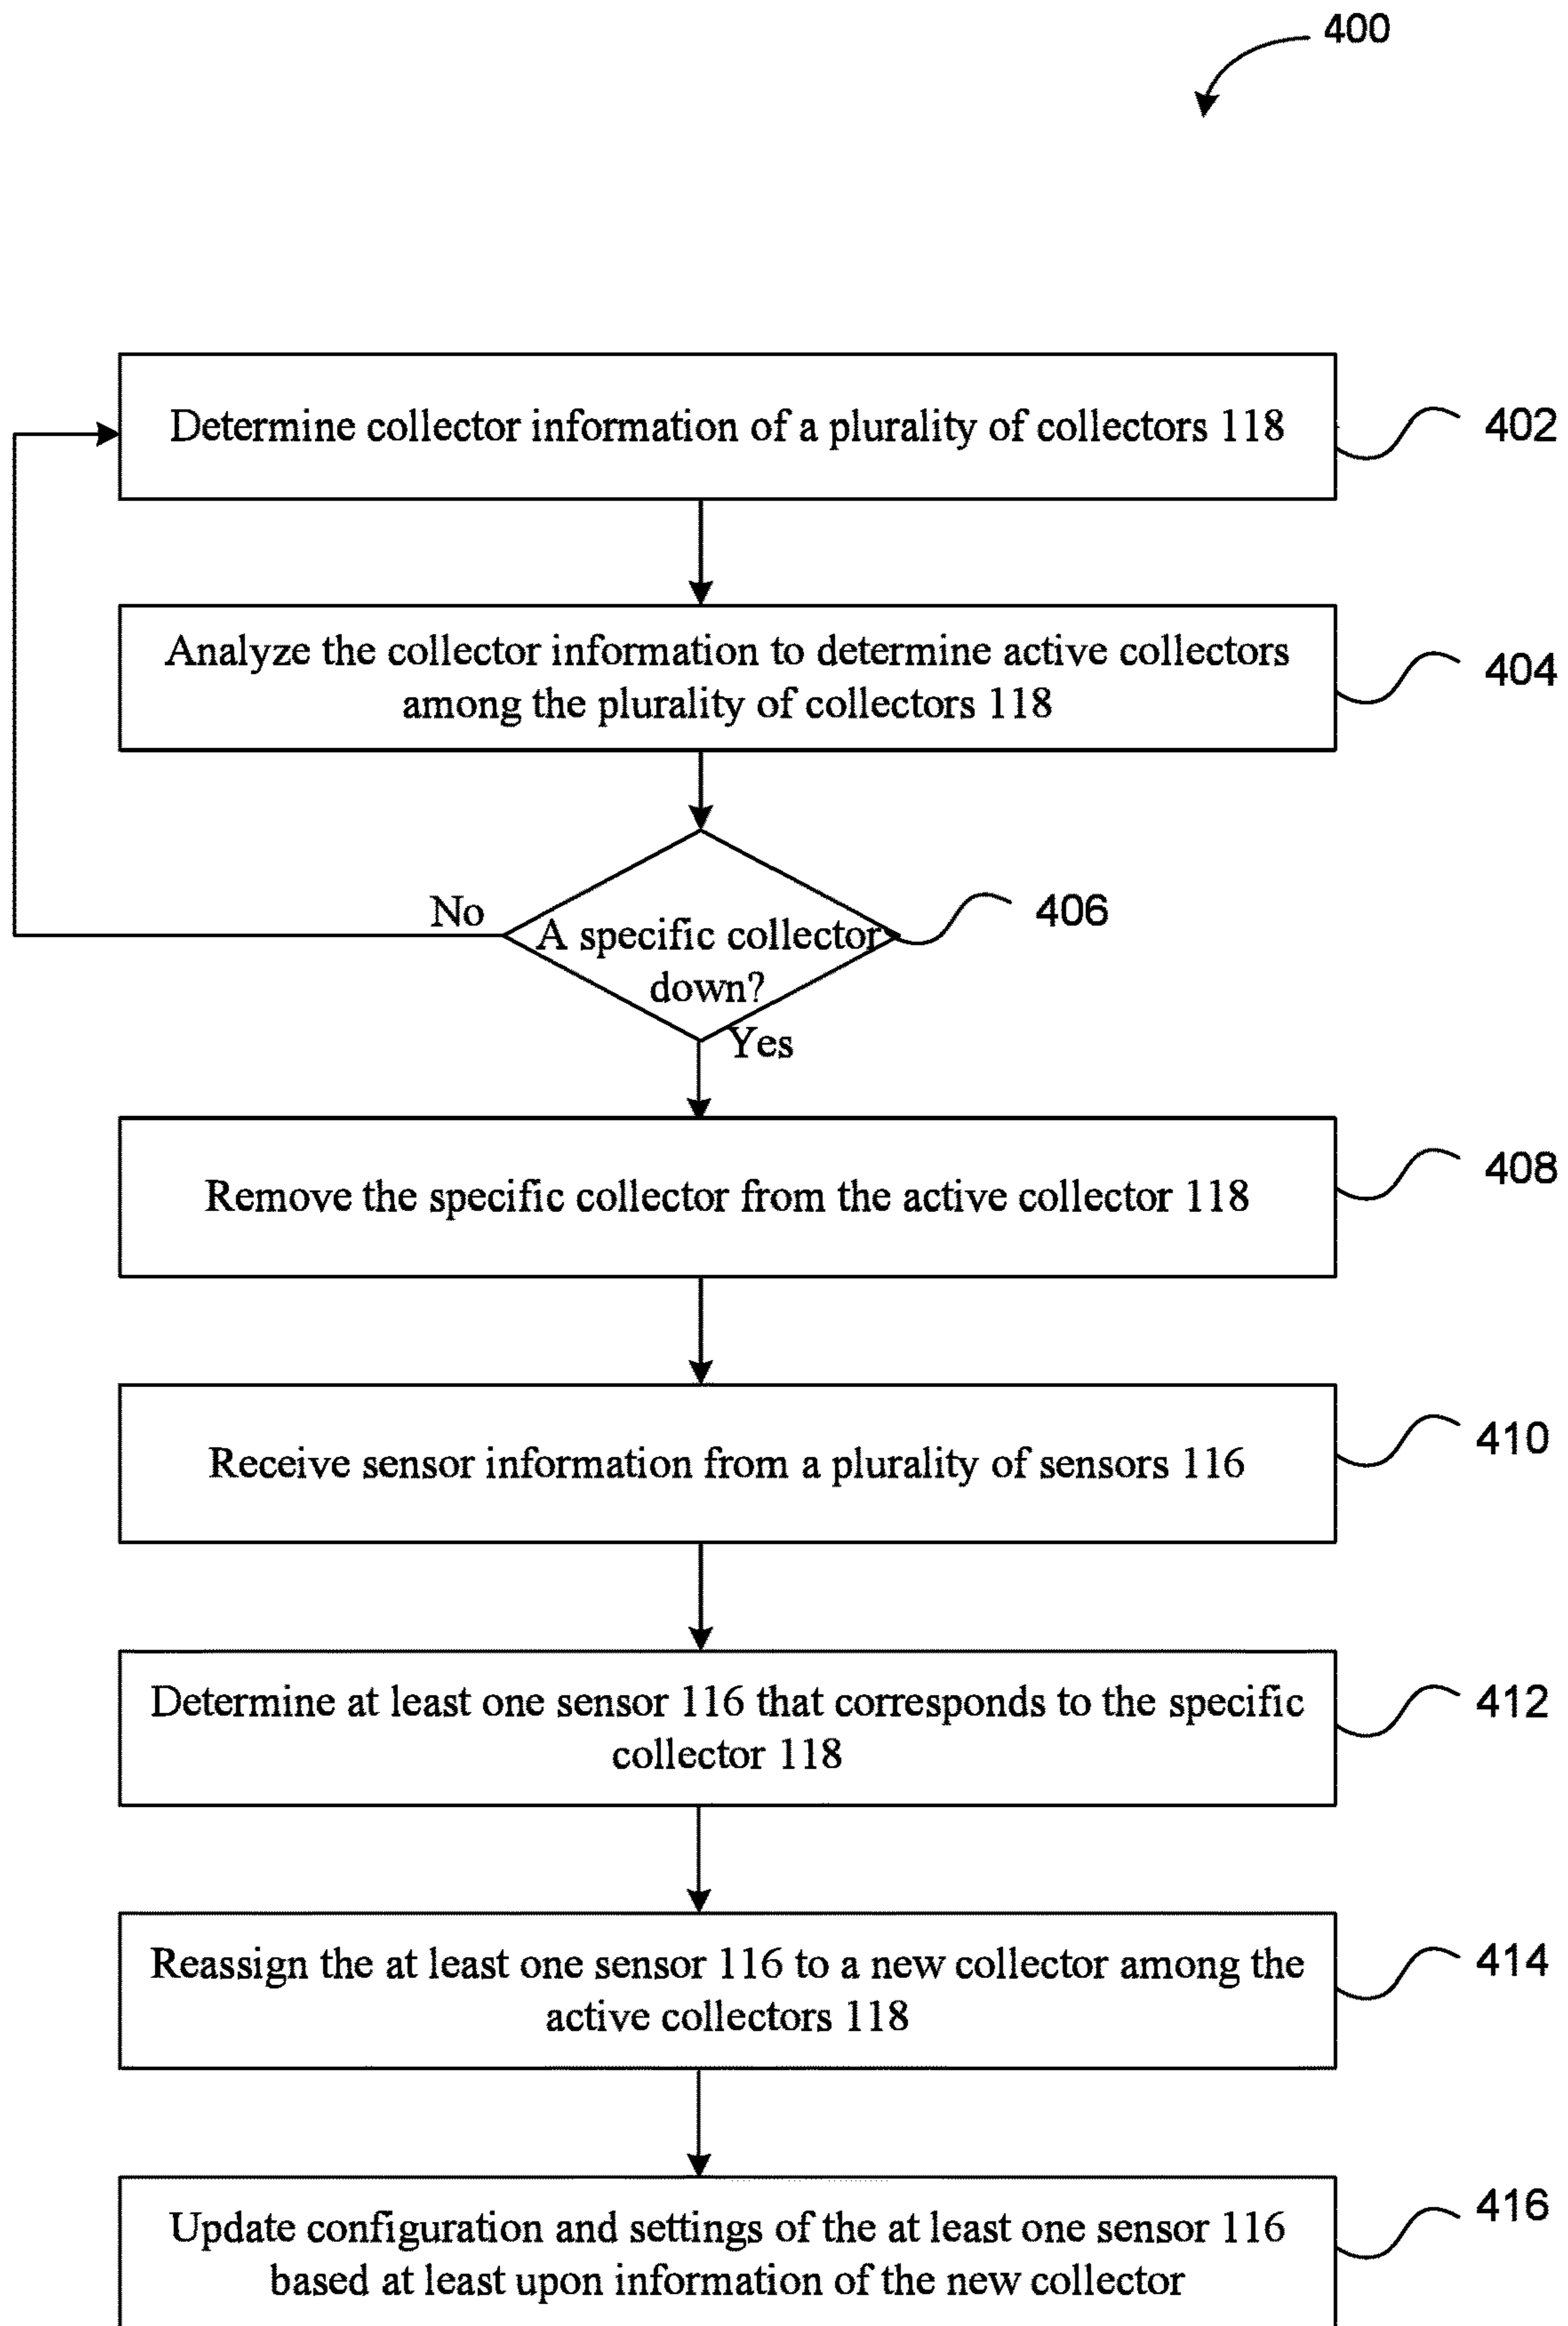 400
Determine collector information of a plurality of collectors 118
402
Analyze the collector information to determine active collectors
among the plurality of collectors 118
404
No
A specific collector
down?
406
Yes
Remove the specific collector from the active collector 118
408
Receive sensor information from a plurality of sensors 116
410
Determine at least one sensor 116 that corresponds to the specific
collector 118
412
Reassign the at least one sensor 116 to a new collector among the
active collectors 118
414
Update configuration and settings of the at least one sensor 116
based at least upon information of the new collector
416